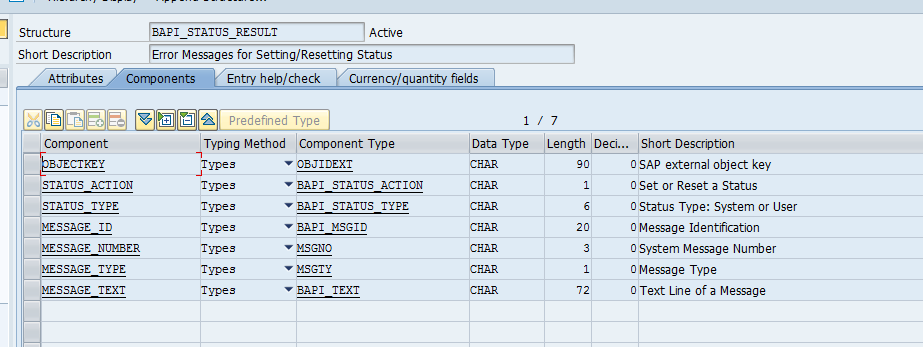 Structure BAPI_STATUS_RESULT Active
Short Description Error Messages for Setting/Resetting Status
Attributes Components Entry help/check Currency/quantity fields
Predefined Type 1 / 7
Component Typing Method Component Type Data Type Length Deci... Short Description
OBJECTKEY Types OBJIDEXT CHAR 90 0 SAP external object key
STATUS_ACTION Types BAPI_STATUS_ACTION CHAR 1 0 Set or Reset a Status
STATUS_TYPE Types BAPI_STATUS_TYPE CHAR 6 0 Status Type: System or User
MESSAGE_ID Types BAPI_MSGID CHAR 20 0 Message Identification
MESSAGE_NUMBER Types MSGNO CHAR 3 0 System Message Number
MESSAGE_TYPE Types MSGTY CHAR 1 0 Message Type
MESSAGE_TEXT Types BAPI_TEXT CHAR 72 0 Text Line of a Message